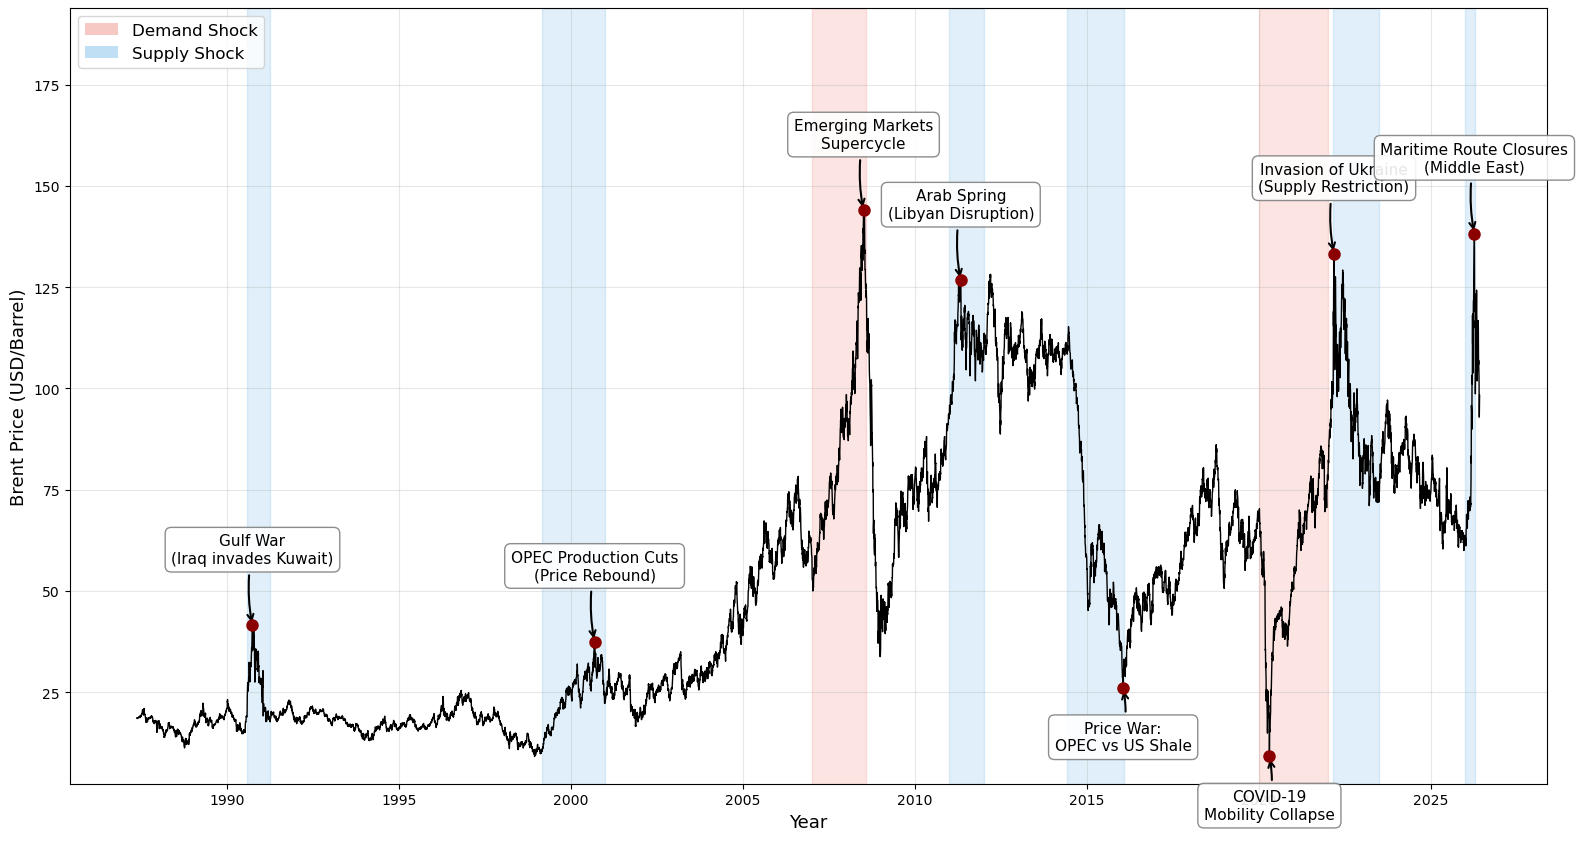 Demand Shock
Supply Shock
Emerging Markets
Supercycle
Maritime Route Closures
(Middle East)
Invasion of Ukraine
(Supply Restriction)
Arab Spring
(Libyan Disruption)
Gulf War
(Iraq invades Kuwait)
OPEC Production Cuts
(Price Rebound)
Price War:
OPEC vs US Shale
COVID-19
Mobility Collapse
175
150
125
100
75
50
25
Brent Price (USD/Barrel)
1990
1995
2000
2005
2010
2015
2025
Year